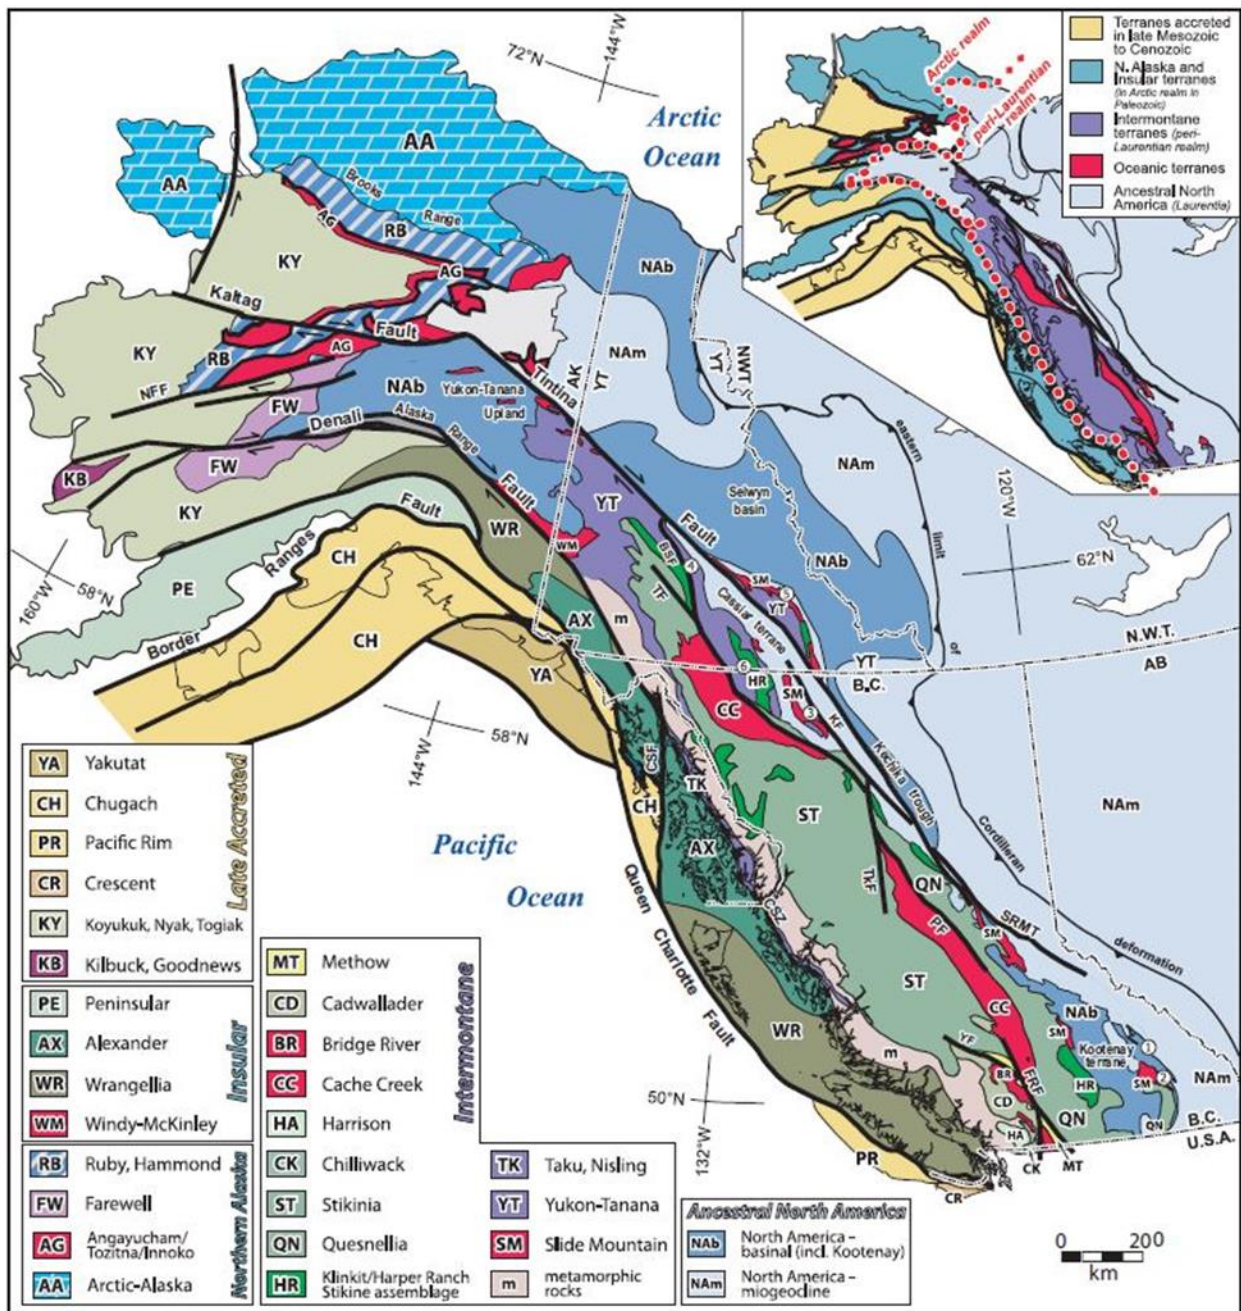 72°N
144°W
Arctic
Ocean
Arctic realm
peri-Laurentian
realm
Terranes accreted
in late Mesozoic
to Cenozoic
N. Alaska and
Insular terranes
(in Arctic realm in
Paleozoic)
Intermontane
terranes (peri-
Laurentian realm)
Oceanic terranes
Ancestral North
America (Laurentia)
AA
AA
Brooks
Range
AG
RB
KY
AG
NAb
Kaltag
Fault
NAm
AK
YT
YT
NWT
KY
RB
AG
NFF
FW
NAb
Yukon-Tanana
Upland
Tintina
Denali
Alaska
Range
Fault
KB
FW
KY
WR
YT
Fault
Selwyn
basin
NAm
eastern
limit
or
120°W
62°N
160°W
58°N
PE
Border
Ranges
Fault
CH
CH
WM
AX
m
BSF
4
TF
SM
5
YT
Cassiar terrane
NAb
YA
6
HR
SM
3
CC
KF
YT
B.C.
N.W.T.
AB
144°W
58°N
CSF
CH
TK
AX
ST
Kechika trough
NAm
Cordilleran
deformation
Pacific
Ocean
Queen Charlotte Fault
CSZ
TkF
QN
PF
SM
SRMT
ST
CC
NAb
SM
Kootenay
terrane
1
SM
2
NAm
WR
m
YF
BR
CD
FRF
HR
QN
QN
HA
CK
MT
B.C.
U.S.A.
50°N
132°W
PR
CR
YA Yakutat
CH Chugach
PR Pacific Rim
CR Crescent
KY Koyukuk, Nyak, Togiak
KB Kilbuck, Goodnews
Late Accreted
PE Peninsular
AX Alexander
WR Wrangellia
WM Windy-McKinley
Insular
RB Ruby, Hammond
FW Farewell
AG Angayucham/
Tozitna/Innoko
AA Arctic-Alaska
Northern Alaska
MT Methow
CD Cadwallader
BR Bridge River
CC Cache Creek
HA Harrison
CK Chilliwack
ST Stikinia
QN Quesnellia
HR Klinkit/Harper Ranch
Stikine assemblage
Intermontane
TK Taku, Nisling
YT Yukon-Tanana
SM Slide Mountain
m metamorphic
rocks
Ancestral North America
NAb North America –
basinal (incl. Kootenay)
NAm North America –
miogeocline
0 200
km